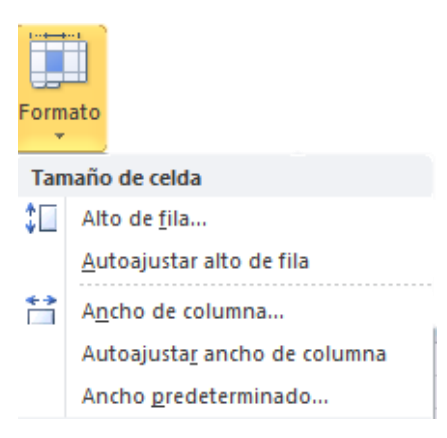 Formato
Tamaño de celda
Alto de fila...
Autoajustar alto de fila
Ancho de columna...
Autoajustar ancho de columna
Ancho predeterminado...